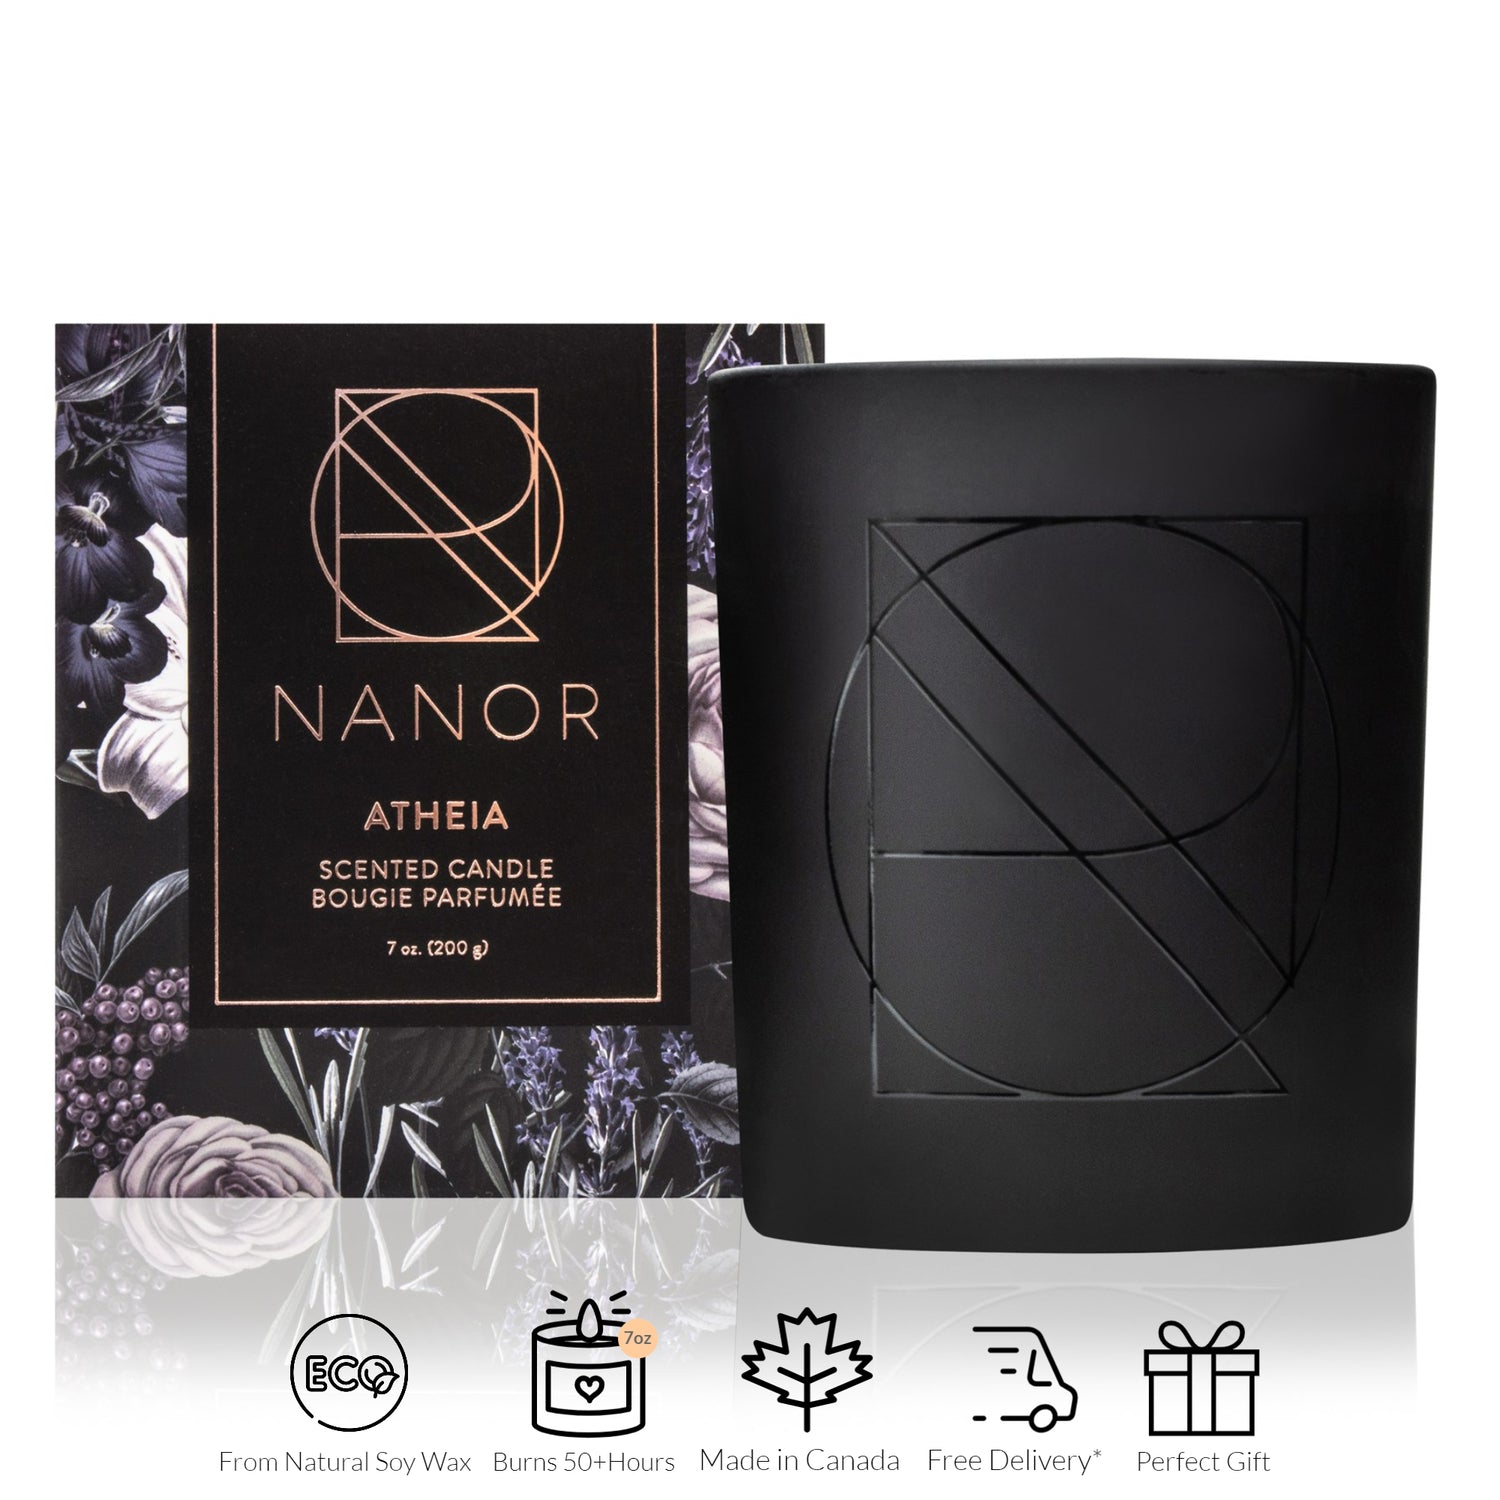 NANOR
ATHEIA
SCENTED CANDLE
BOUGIE PARFUMÉE
7 oz. (200 g)
ECO
7oz
From Natural Soy Wax
Burns 50+Hours
Made in Canada
Free Delivery*
Perfect Gift